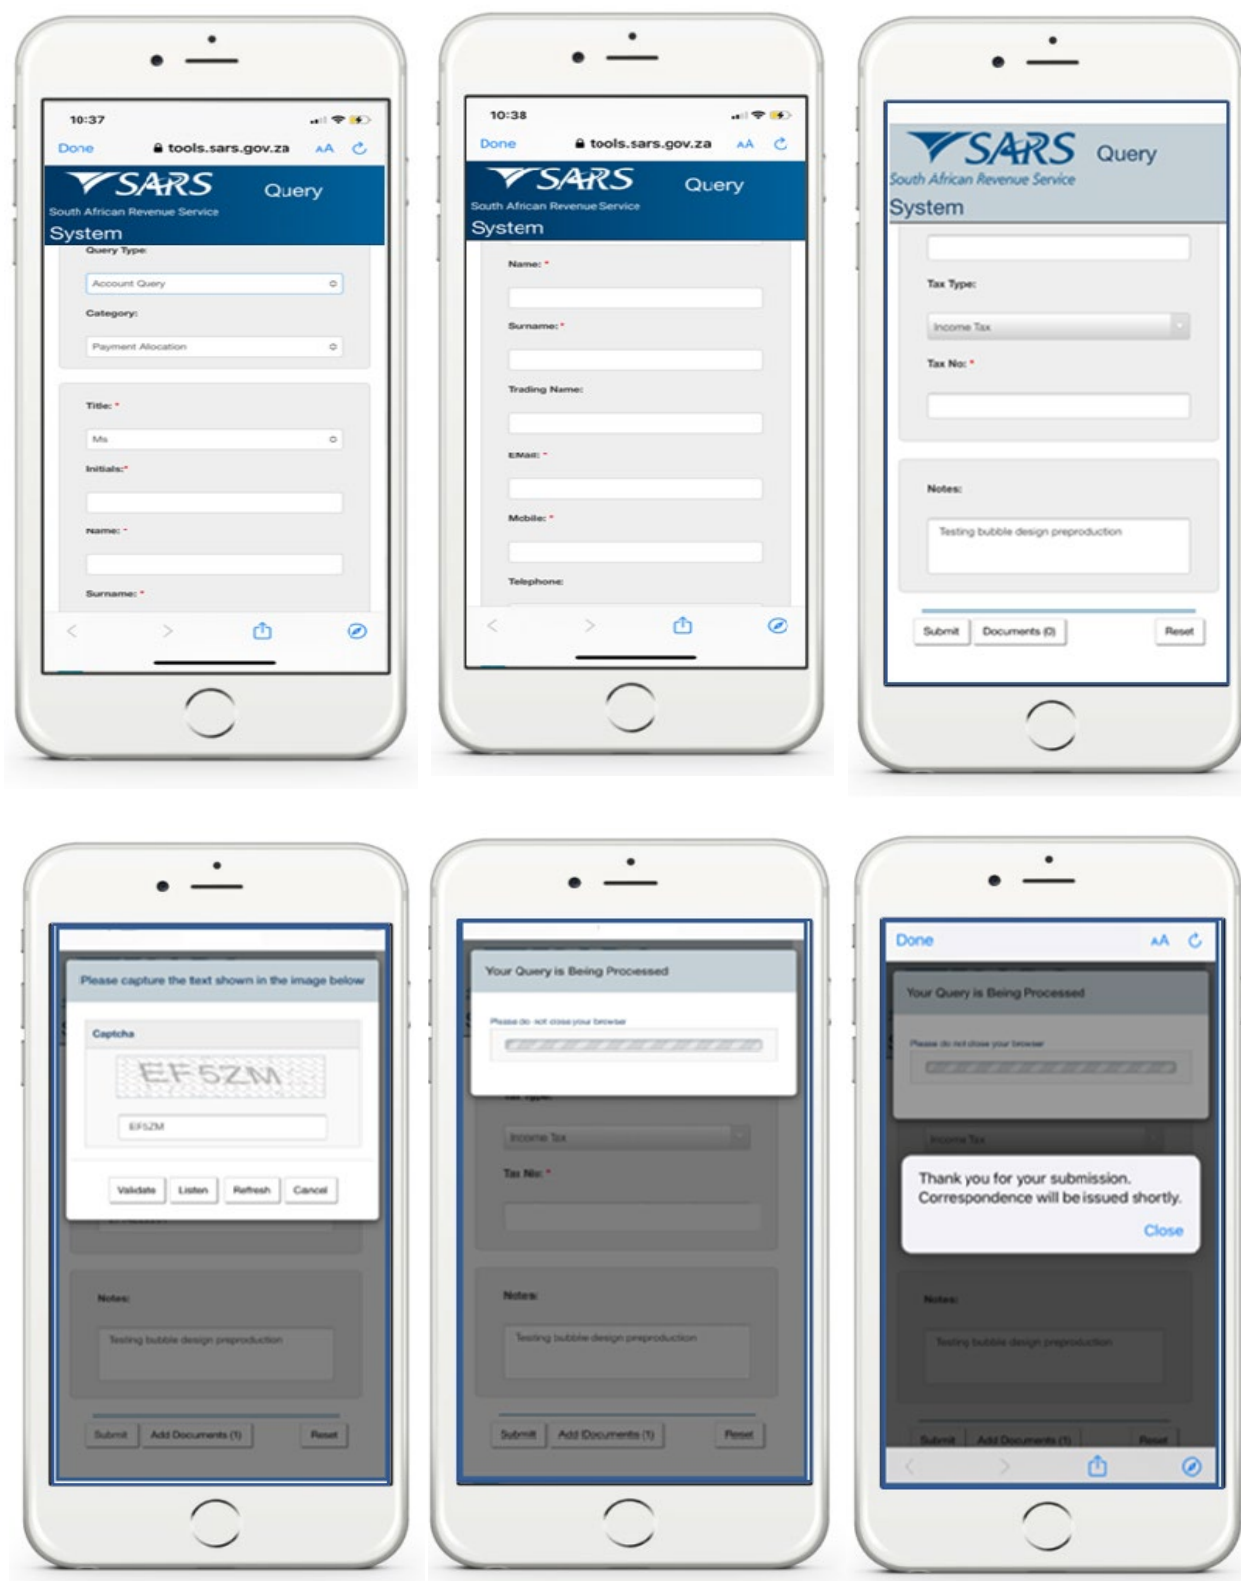 10:37
Done tools.sars.gov.za AA
SARS Query
South African Revenue Service
System
Query Type:
Account Query
Category:
Payment Alocation
Title: *
Ms
Initials:*
Name: *
Surname: *
10:38
Done tools.sars.gov.za AA
SARS Query
South African Revenue Service
System
Name: *
Surname: *
Trading Name:
EMail: *
Mobile: *
Telephone:
SARS Query
South African Revenue Service
System
Tax Type:
Income Tax
Tax No: *
Notes:
Testing bubble design preproduction
Submit Documents (0) Reset
Please capture the text shown in the image below
Captcha
EF5ZM
EF5ZM
Validate Listen Refresh Cancel
Notes:
Testing bubble design preproduction
Submit Add Documents (1) Reset
Your Query is Being Processed
Please do not close your browser
Tax Type:
Income Tax
Tax No: *
Notes:
Testing bubble design preproduction
Submit Add Documents (1) Reset
Done AA
Your Query is Being Processed
Please do not close your browser
Income Tax
Thank you for your submission.
Correspondence will be issued shortly.
Close
Notes:
Testing bubble design preproduction
Submit Add Documents (1) Reset